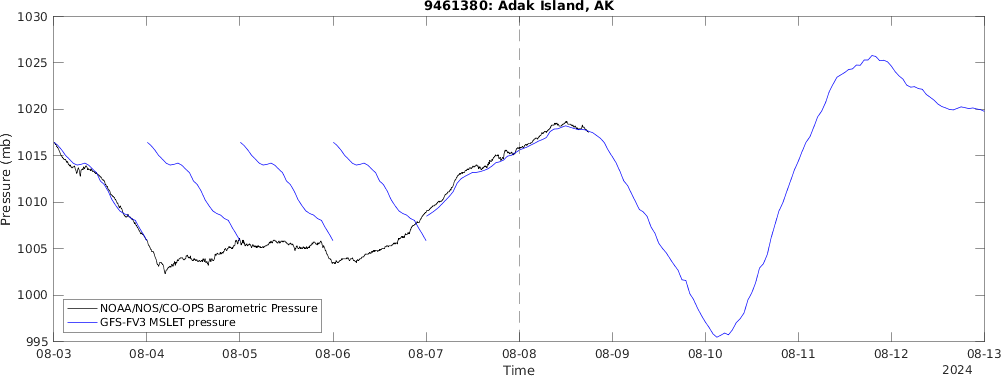 9461380: Adak Island, AK
1030
1025
1020
1015
1010
1005
1000
995
Pressure (mb)
NOAA/NOS/CO-OPS Barometric Pressure
GFS-FV3 MSLET pressure
08-03 08-04 08-05 08-06 08-07 08-08 08-09 08-10 08-11 08-12 08-13
Time
2024